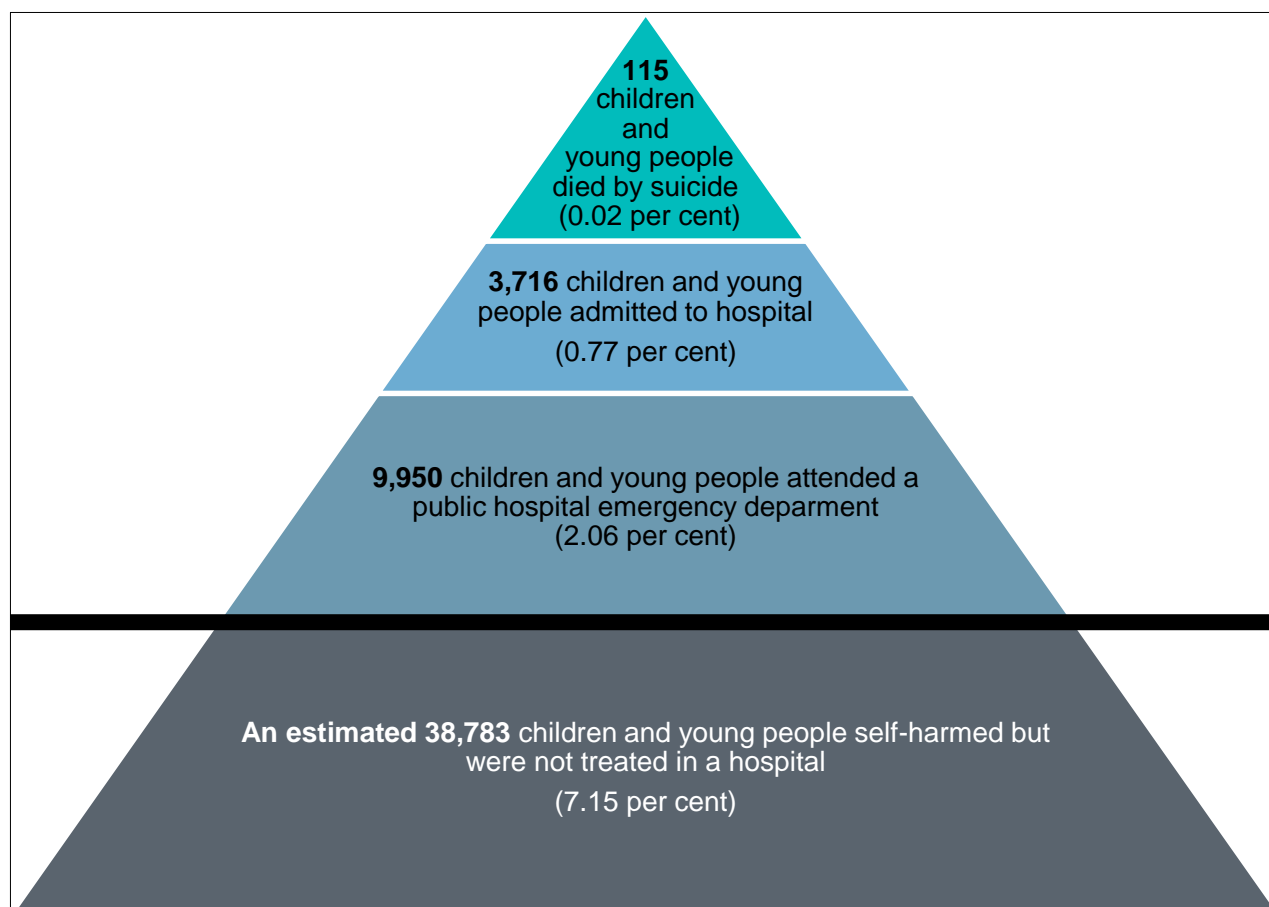 115
children
and
young people
died by suicide
(0.02 per cent)
3,716 children and young
people admitted to hospital
(0.77 per cent)
9,950 children and young people attended a
public hospital emergency deparment
(2.06 per cent)
An estimated 38,783 children and young people self-harmed but
were not treated in a hospital
(7.15 per cent)